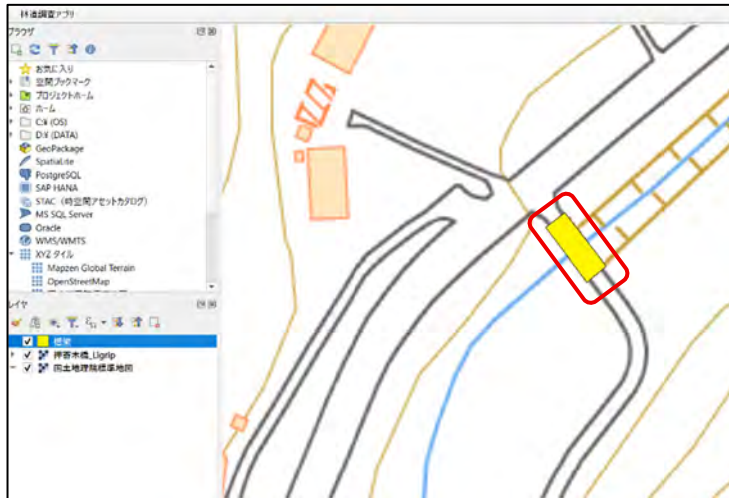 林道調査アプリ
ブラウザ
お気に入り
空間ブックマーク
プロジェクトホーム
ホーム
C:¥ (OS)
D:¥ (DATA)
GeoPackage
SpatiaLite
PostgreSQL
SAP HANA
STAC（時空間アセットカタログ）
MS SQL Server
Oracle
WMS/WMTS
XYZ タイル
Mapzen Global Terrain
OpenStreetMap
レイヤ
橋梁
国土地理院標準地図